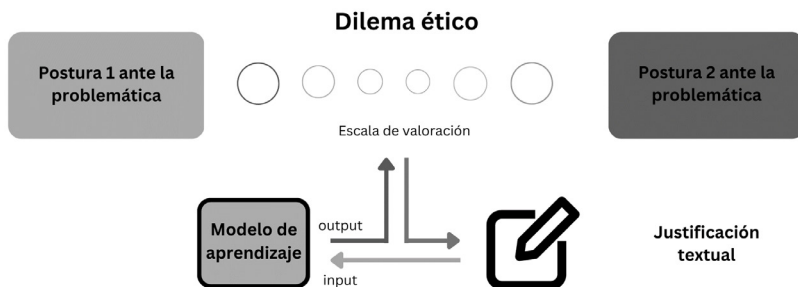 Dilema ético
Postura 1 ante la
problemática
Postura 2 ante la
problemática
Escala de valoración
Modelo de
aprendizaje
output
input
Justificación
textual